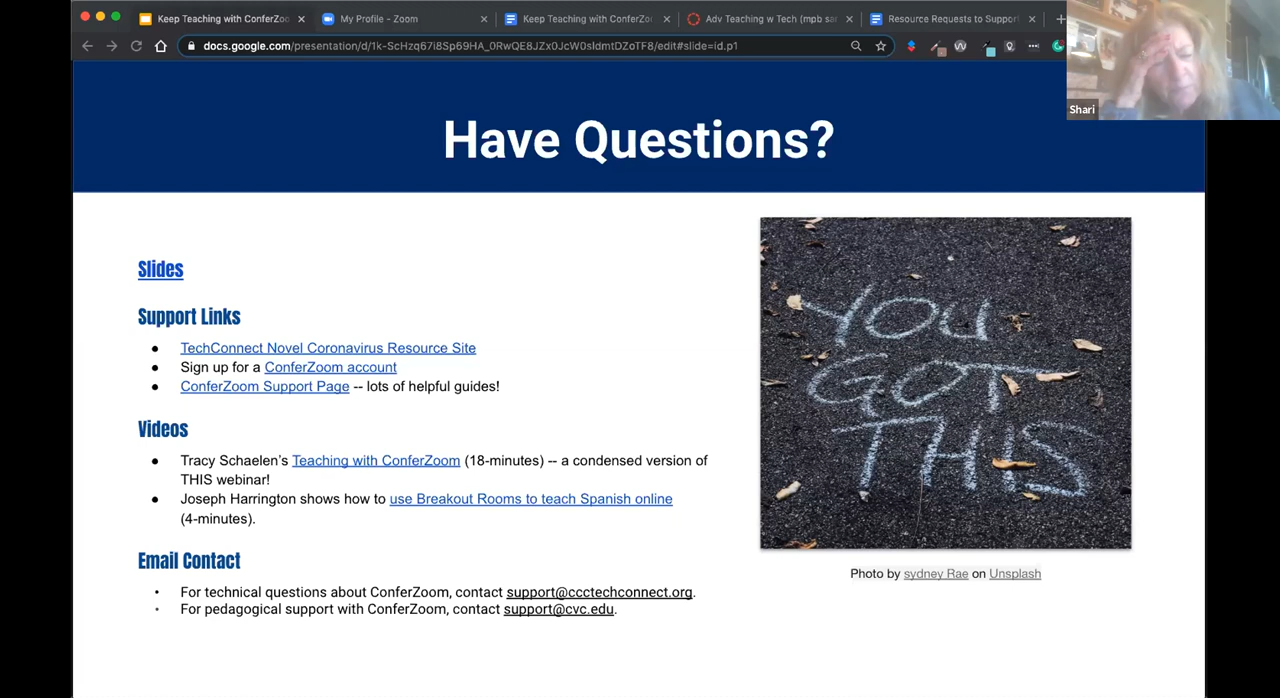 Keep Teaching with ConferZoo
My Profile - Zoom
Keep Teaching with ConferZo
Adv Teaching w Tech (mpb sa
Resource Requests to Suppor
docs.google.com/presentation/d/1k-ScHzq67i8Sp69HA_0RwQE8JZx0JcW0sIdmtDZoTF8/edit#slide=id.p1
Shari
Have Questions?
Slides
Support Links
● TechConnect Novel Coronavirus Resource Site
● Sign up for a ConferZoom account
● ConferZoom Support Page -- lots of helpful guides!
Videos
● Tracy Schaelen's Teaching with ConferZoom (18-minutes) -- a condensed version of
THIS webinar!
● Joseph Harrington shows how to use Breakout Rooms to teach Spanish online
(4-minutes).
Email Contact
• For technical questions about ConferZoom, contact support@ccctechconnect.org.
• For pedagogical support with ConferZoom, contact support@cvc.edu.
YOU
GOT
THIS
Photo by sydney Rae on Unsplash